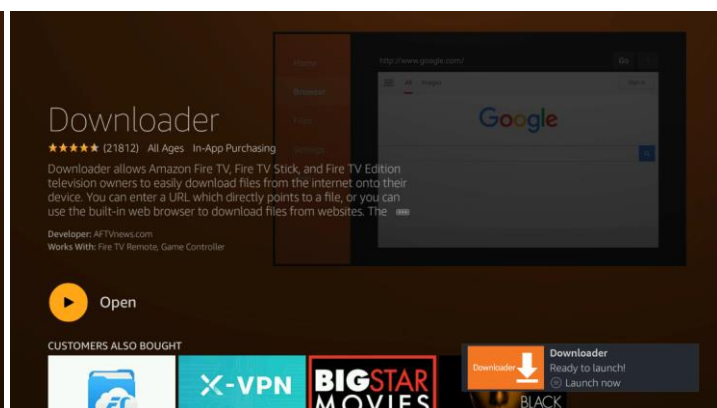 Home
http://www.google.com/
Go
Browser
Images
Sign in
Files
Google
Settings
Downloader
(21812) All Ages In-App Purchasing
Downloader allows Amazon Fire TV, Fire TV Stick, and Fire TV Edition
television owners to easily download files from the internet onto their
device. You can enter a URL which directly points to a file, or you can
use the built-in web browser to download files from websites. The
Developer: AFTVnews.com
Works With: Fire TV Remote, Game Controller
Open
CUSTOMERS ALSO BOUGHT
X-VPN
BIGSTAR
MOVIES
BLACK
Downloader
Downloader
Ready to launch!
Launch now